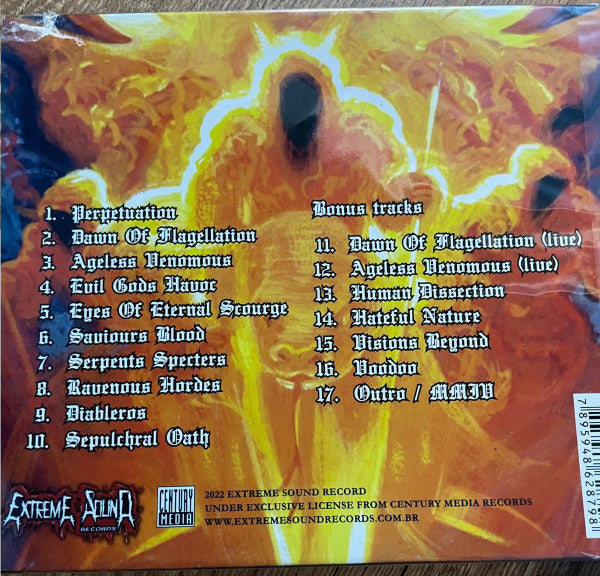 1. Perpetuation
2. Dawn Of Flagellation
3. Ageless Venomous
4. Evil Gods Havoc
5. Eyes Of Eternal Scourge
6. Saviours Blood
7. Serpents Specters
8. Ravenous Hordes
9. Diableros
10. Sepulchral Oath
Bonus tracks
11. Dawn Of Flagellation (live)
12. Ageless Venomous (live)
13. Human Dissection
14. Hateful Nature
15. Visions Beyond
16. Voodoo
17. Outro / MMIV
EXTREME SOUND
RECORDS
CENTURY
MEDIA
2022 EXTREME SOUND RECORD
UNDER EXCLUSIVE LICENSE FROM CENTURY MEDIA RECORDS
WWW.EXTREMESOUNDRECORDS.COM.BR
7895948628798